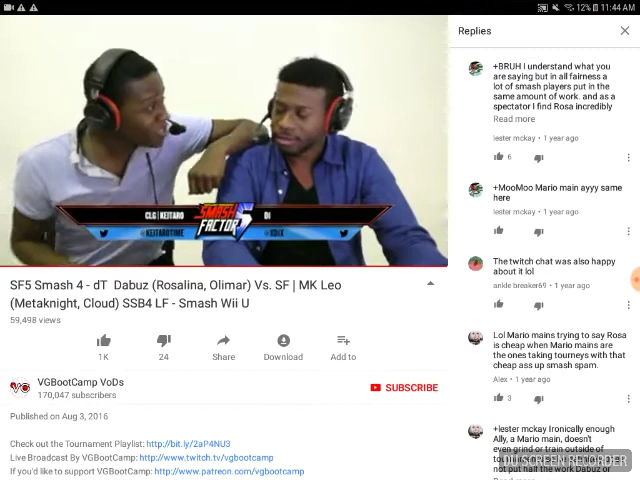 12% 11:44 AM
CLG | KEITARO
SMASH FACTOR 5
DI
@KEITAROTIME
SF5 Smash 4 - dT Dabuz (Rosalina, Olimar) Vs. SF | MK Leo
(Metaknight, Cloud) SSB4 LF - Smash Wii U
59,498 views
1K
24
Share
Download
Add to
VGBootCamp VoDs
170,047 subscribers
SUBSCRIBE
Published on Aug 3, 2016
Check out the Tournament Playlist: http://bit.ly/2aP4NU3
Live Broadcast By VGBootCamp: http://www.twitch.tv/vgbootcamp
If you'd like to support VGBootCamp: http://www.patreon.com/vgbootcamp
Replies
+BRUH I understand what you
are saying but in all fairness a
lot of smash players put in the
same amount of work. and as a
spectator I find Rosa incredibly
Read more
lester mckay • 1 year ago
6
+MooMoo Mario main ayyy same
here
lester mckay • 1 year ago
The twitch chat was also happy
about it lol
ankle breaker69 • 1 year ago
Lol Mario mains trying to say Rosa
is cheap when Mario mains are
the ones taking tourneys with that
cheap ass up smash spam.
Alex • 1 year ago
3
+lester mckay Ironically enough
Ally, a Mario main, doesn't
even grind or train outside of
not put half the work Dabuz or
DU SCREEN RECORDER